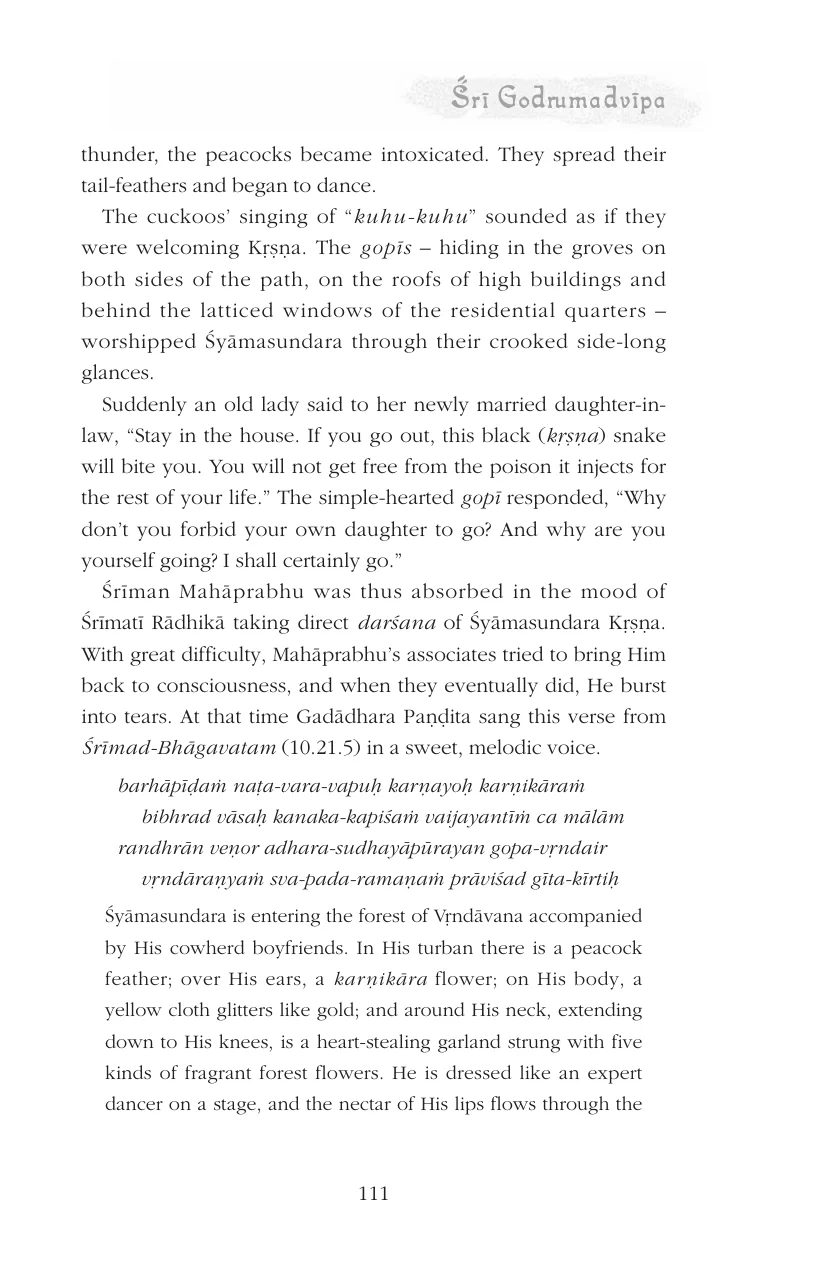 Śrī Godrumadvīpa
thunder, the peacocks became intoxicated. They spread their
tail-feathers and began to dance.
The cuckoos’ singing of “kuhu-kuhu” sounded as if they
were welcoming Kṛṣṇa. The gopīs – hiding in the groves on
both sides of the path, on the roofs of high buildings and
behind the latticed windows of the residential quarters –
worshipped Śyāmasundara through their crooked side-long
glances.
Suddenly an old lady said to her newly married daughter-in-
law, “Stay in the house. If you go out, this black (kṛṣṇa) snake
will bite you. You will not get free from the poison it injects for
the rest of your life.” The simple-hearted gopī responded, “Why
don’t you forbid your own daughter to go? And why are you
yourself going? I shall certainly go.”
Śrīman Mahāprabhu was thus absorbed in the mood of
Śrīmatī Rādhikā taking direct darśana of Śyāmasundara Kṛṣṇa.
With great difficulty, Mahāprabhu’s associates tried to bring Him
back to consciousness, and when they eventually did, He burst
into tears. At that time Gadādhara Paṇḍita sang this verse from
Śrīmad-Bhāgavatam (10.21.5) in a sweet, melodic voice.
barhāpīḍaṁ naṭa-vara-vapuḥ karṇayoḥ karṇikāraṁ
bibhrad vāsaḥ kanaka-kapiśaṁ vaijayantīṁ ca mālām
randhrān veṇor adhara-sudhayāpūrayan gopa-vṛndair
vṛndāraṇyaṁ sva-pada-ramaṇaṁ prāviśad gīta-kīrtiḥ
Śyāmasundara is entering the forest of Vṛndāvana accompanied
by His cowherd boyfriends. In His turban there is a peacock
feather; over His ears, a karṇikāra flower; on His body, a
yellow cloth glitters like gold; and around His neck, extending
down to His knees, is a heart-stealing garland strung with five
kinds of fragrant forest flowers. He is dressed like an expert
dancer on a stage, and the nectar of His lips flows through the
111